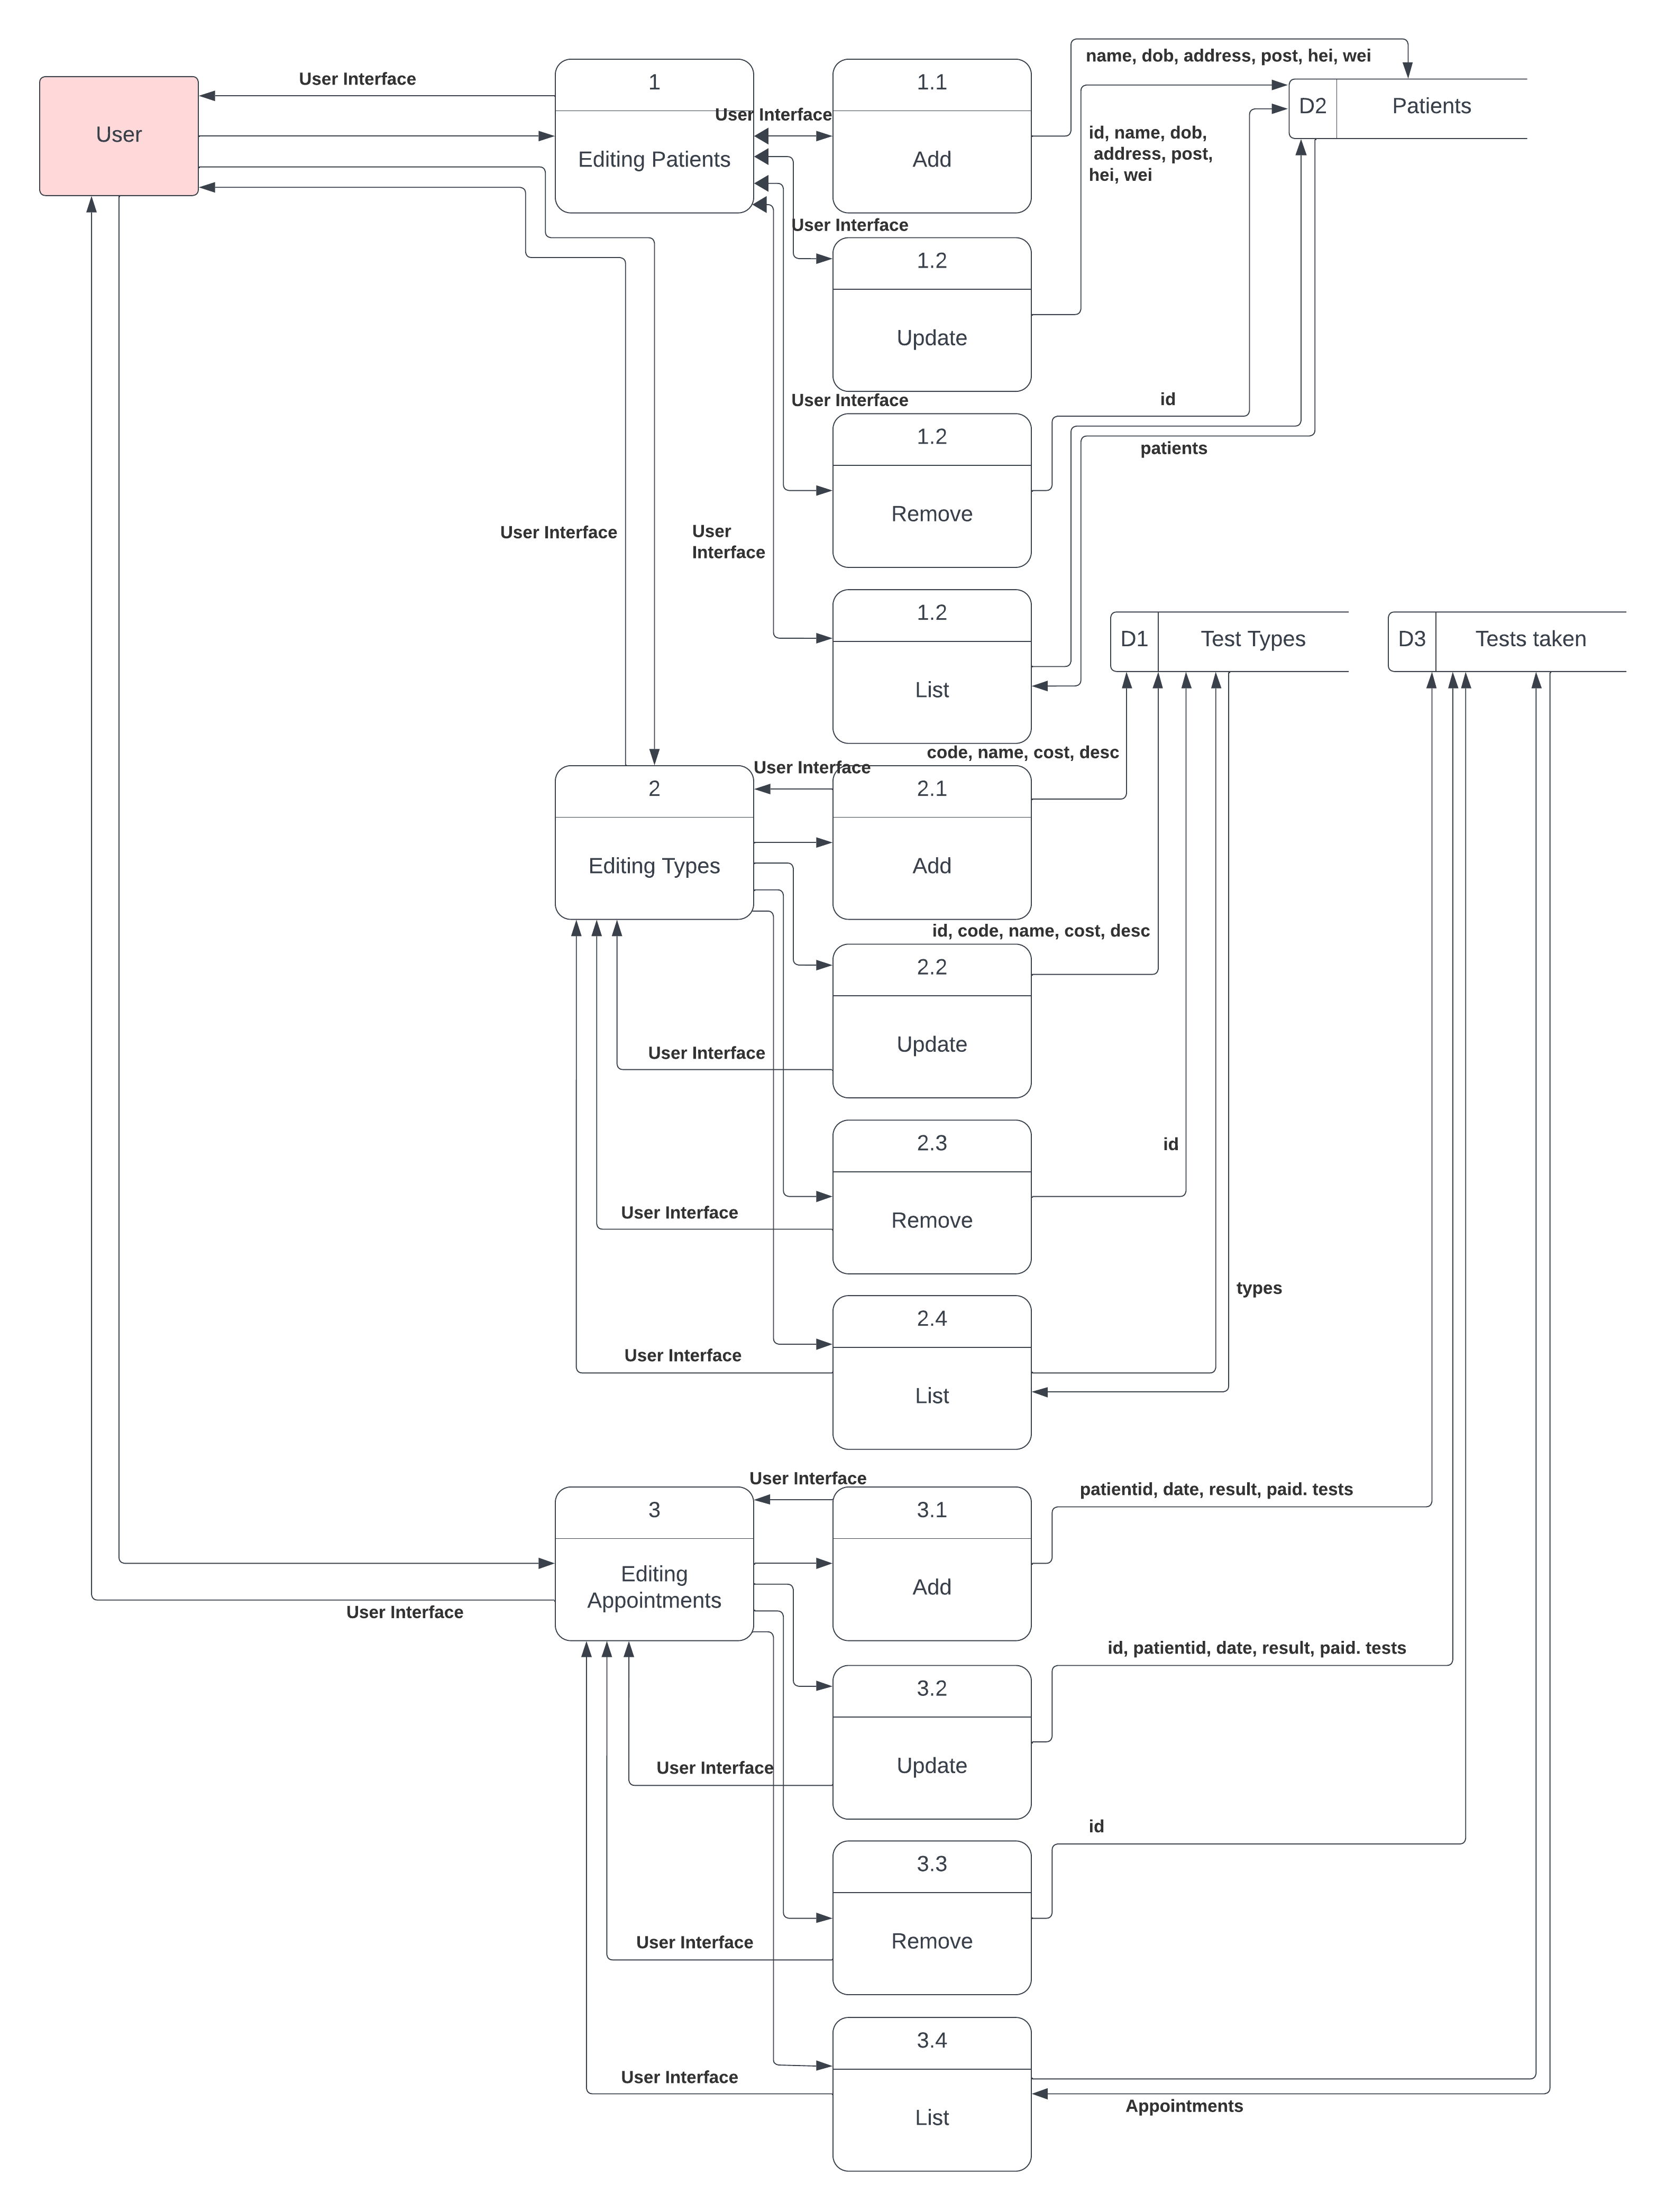 name, dob, address, post, hei, wei
User Interface
1
1.1
User
D2
Patients
User Interface
id, name, dob,
address, post,
hei, wei
Editing Patients
Add
User Interface
1.2
Update
User Interface
id
1.2
patients
Remove
User Interface
User
Interface
1.2
List
D1
Test Types
D3
Tests taken
code, name, cost, desc
User Interface
2
2.1
Editing Types
Add
id, code, name, cost, desc
2.2
Update
User Interface
2.3
id
Remove
User Interface
types
2.4
User Interface
List
User Interface
patientid, date, result, paid. tests
3
3.1
Editing
Appointments
Add
User Interface
id, patientid, date, result, paid. tests
3.2
Update
User Interface
id
3.3
Remove
User Interface
3.4
User Interface
List
Appointments